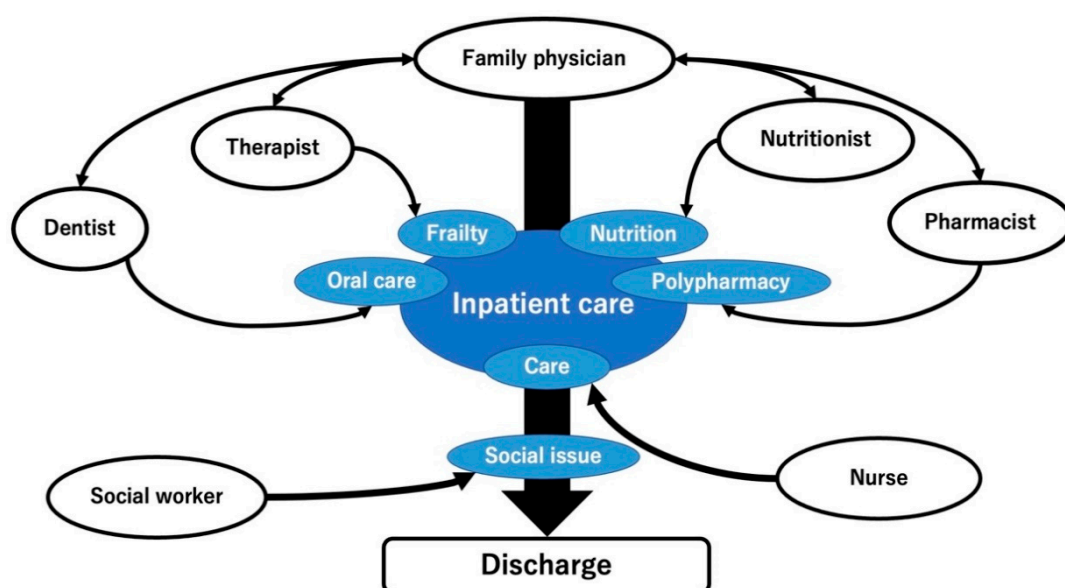 Family physician
Therapist
Nutritionist
Dentist
Pharmacist
Frailty
Nutrition
Oral care
Polypharmacy
Inpatient care
Care
Social issue
Social worker
Nurse
Discharge